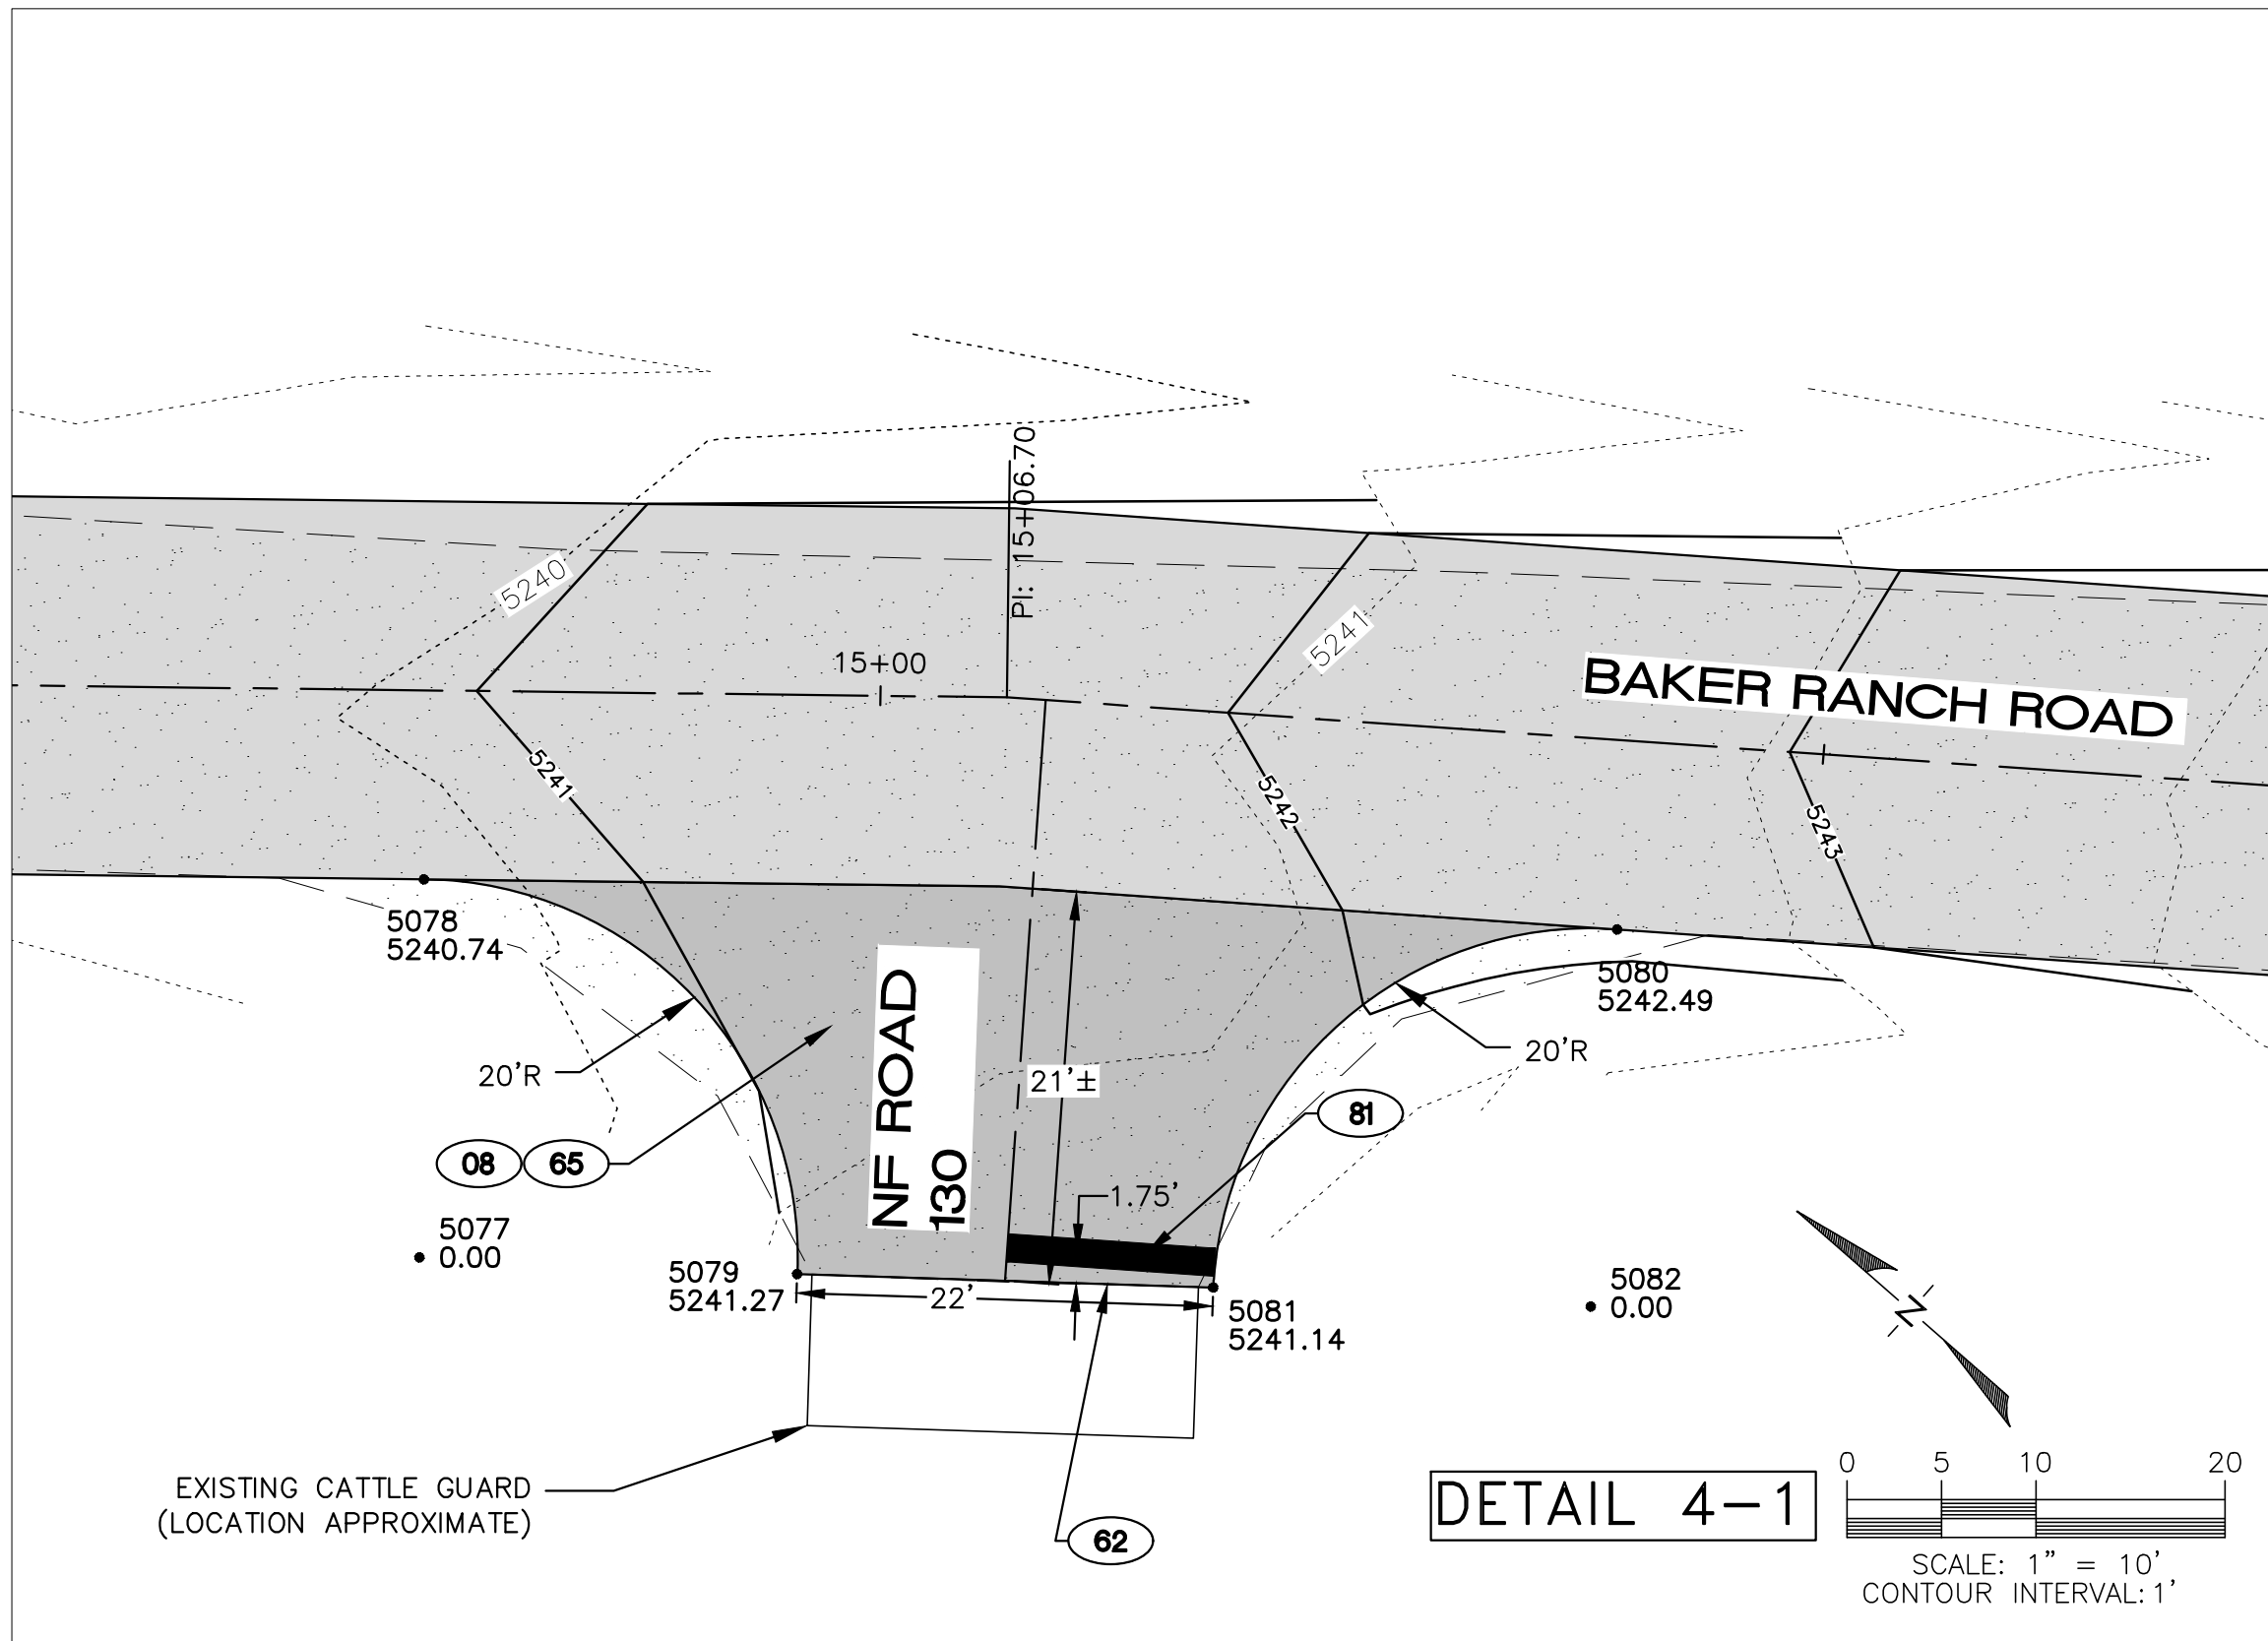 PI: 15+06.70
5240
15+00
5241
BAKER RANCH ROAD
5241
5242
5243
5078
5240.74
5080
5242.49
20'R
20'R
NF ROAD
130
21'±
81
08
65
1.75'
5077
0.00
5079
5241.27
22'
5081
5241.14
5082
0.00
N
EXISTING CATTLE GUARD
(LOCATION APPROXIMATE)
62
DETAIL 4-1
0 5 10 20
SCALE: 1" = 10'
CONTOUR INTERVAL: 1'